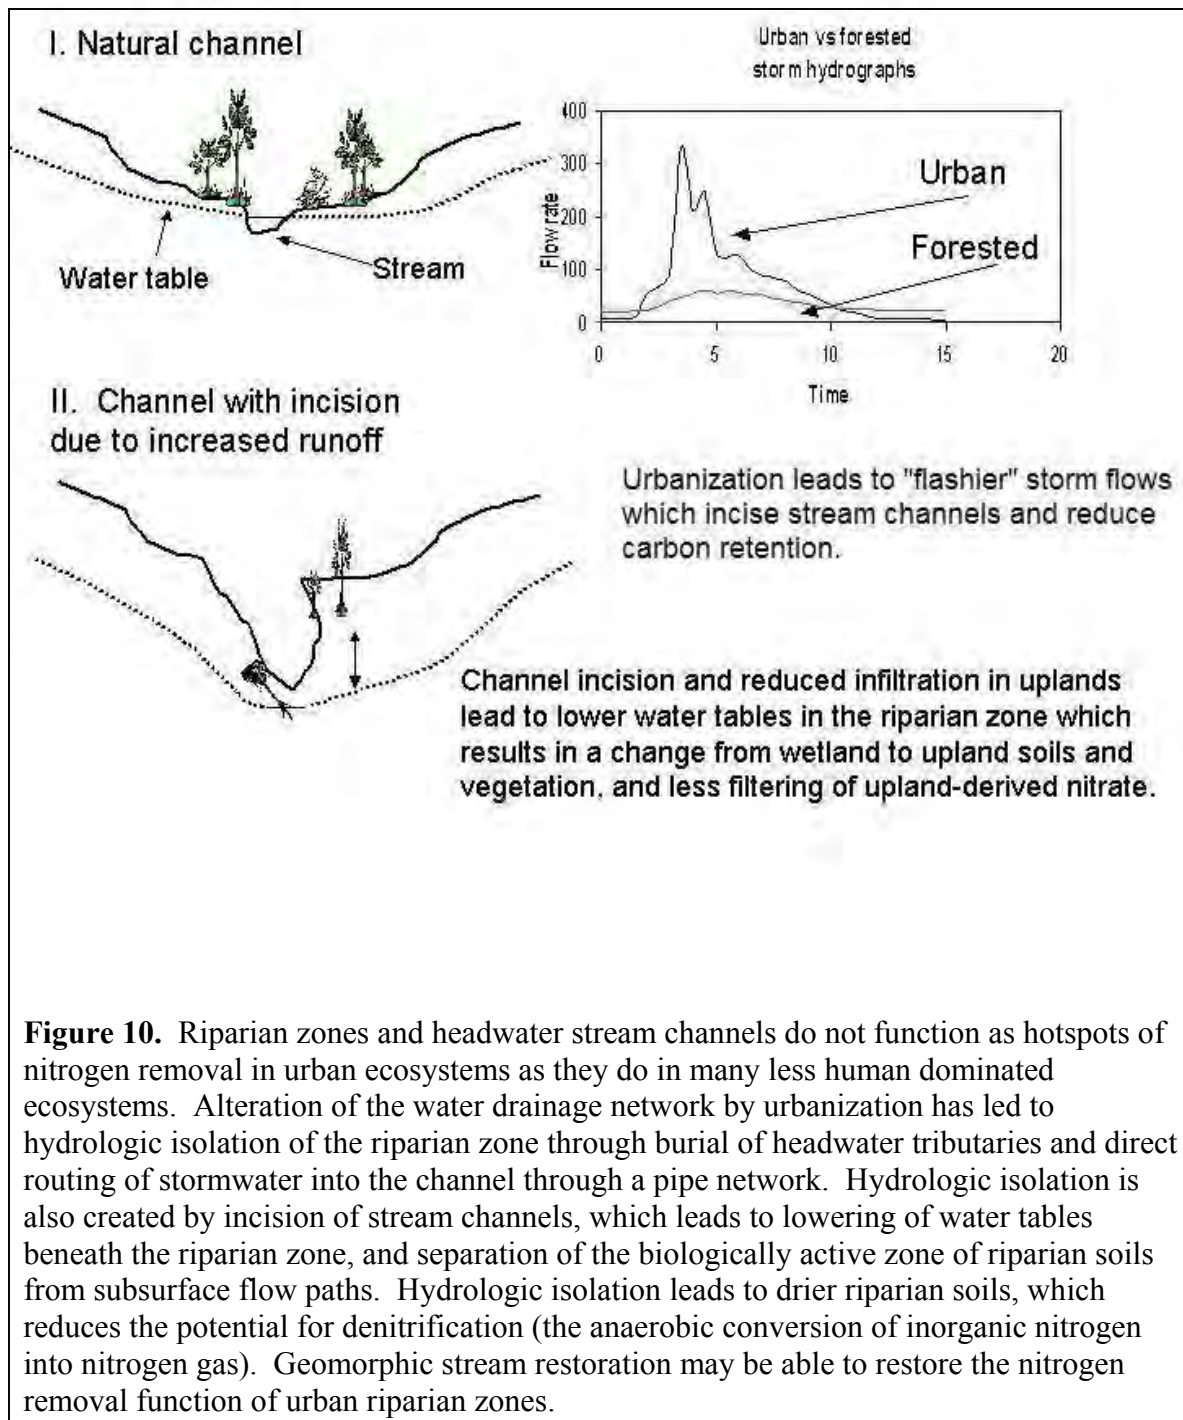 I. Natural channel
Water table
Stream
Urban vs forested
storm hydrographs
400
300
200
100
0
Flow rate
Urban
Forested
0
5
10
15
20
Time
II. Channel with incision
due to increased runoff
Urbanization leads to "flashier" storm flows
which incise stream channels and reduce
carbon retention.
Channel incision and reduced infiltration in uplands
lead to lower water tables in the riparian zone which
results in a change from wetland to upland soils and
vegetation, and less filtering of upland-derived nitrate.
Figure 10. Riparian zones and headwater stream channels do not function as hotspots of
nitrogen removal in urban ecosystems as they do in many less human dominated
ecosystems. Alteration of the water drainage network by urbanization has led to
hydrologic isolation of the riparian zone through burial of headwater tributaries and direct
routing of stormwater into the channel through a pipe network. Hydrologic isolation is
also created by incision of stream channels, which leads to lowering of water tables
beneath the riparian zone, and separation of the biologically active zone of riparian soils
from subsurface flow paths. Hydrologic isolation leads to drier riparian soils, which
reduces the potential for denitrification (the anaerobic conversion of inorganic nitrogen
into nitrogen gas). Geomorphic stream restoration may be able to restore the nitrogen
removal function of urban riparian zones.